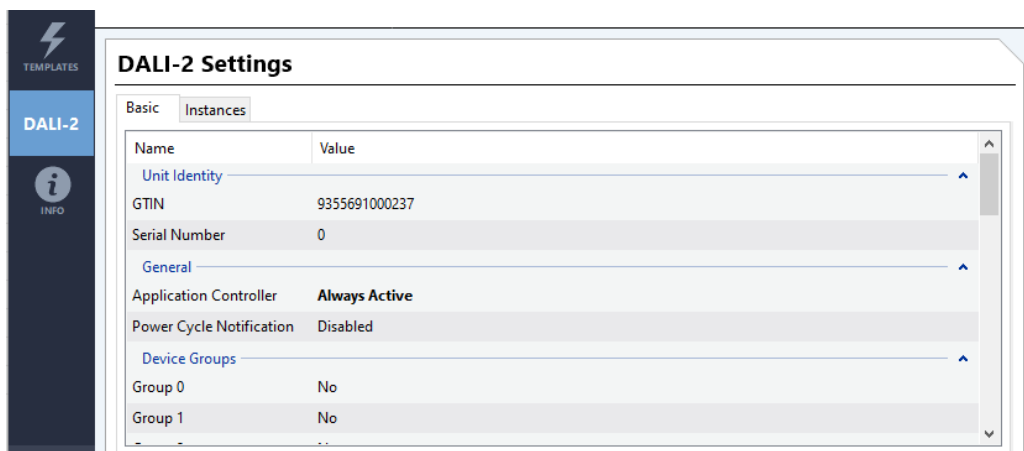 TEMPLATES
DALI-2
INFO
DALI-2 Settings
Basic Instances
Name Value
Unit Identity
GTIN 9355691000237
Serial Number 0
General
Application Controller Always Active
Power Cycle Notification Disabled
Device Groups
Group 0 No
Group 1 No